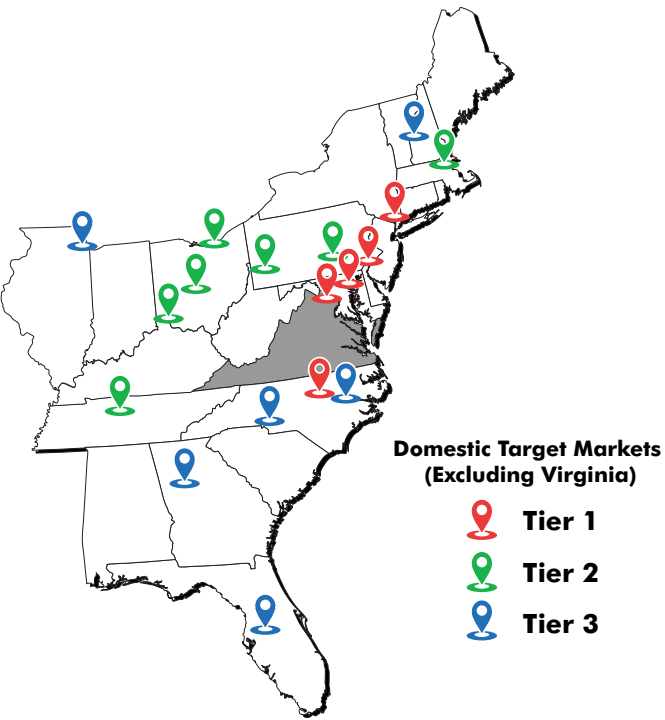 Domestic Target Markets
(Excluding Virginia)
Tier 1
Tier 2
Tier 3